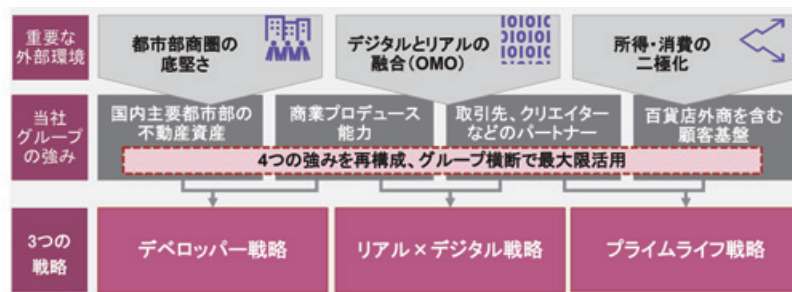 重要な
外部環境
都市部商圏の
底堅さ
デジタルとリアルの
融合(OMO)
01010
10101
01010
所得・消費の
二極化
当社
グループ
の強み
国内主要都市部の
不動産資産
商業プロデュース
能力
取引先、クリエイター
などのパートナー
百貨店外商を含む
顧客基盤
4つの強みを再構成、グループ横断で最大限活用
3つの
戦略
デベロッパー戦略
リアル×デジタル戦略
プライムライフ戦略